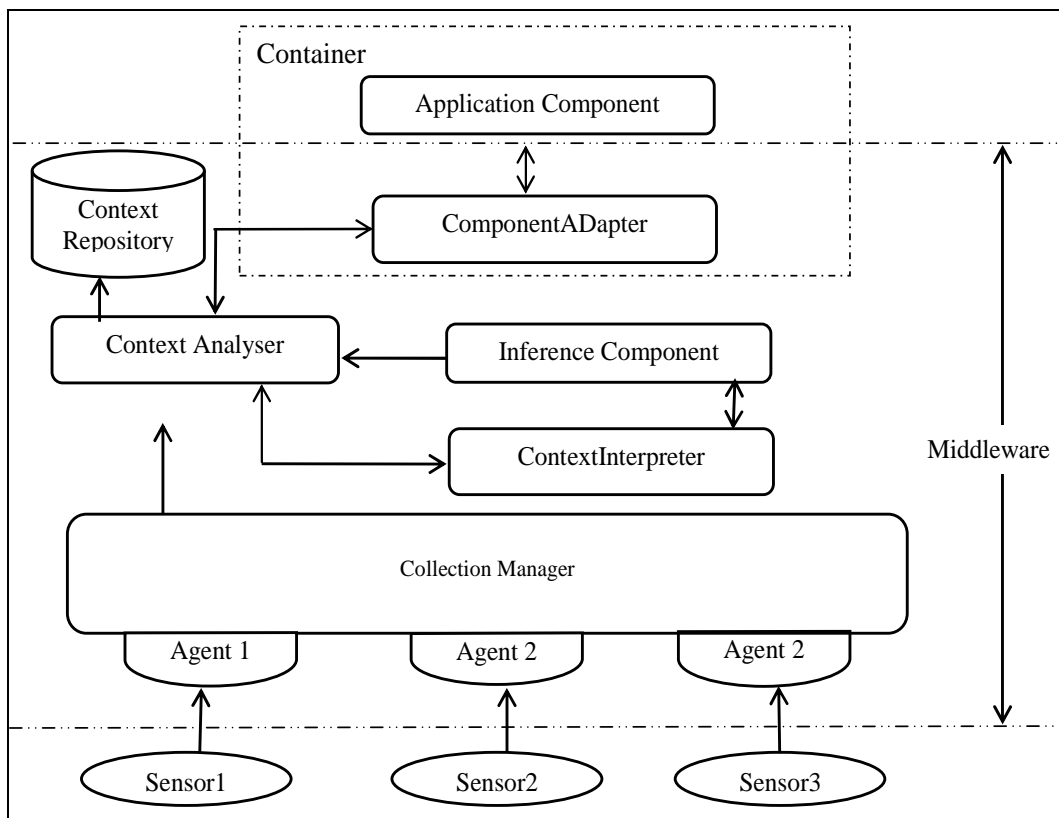 Container
Application Component
Context
Repository
ComponentADapter
Context Analyser
Inference Component
ContextInterpreter
Middleware
Collection Manager
Agent 1
Agent 2
Agent 2
Sensor1
Sensor2
Sensor3